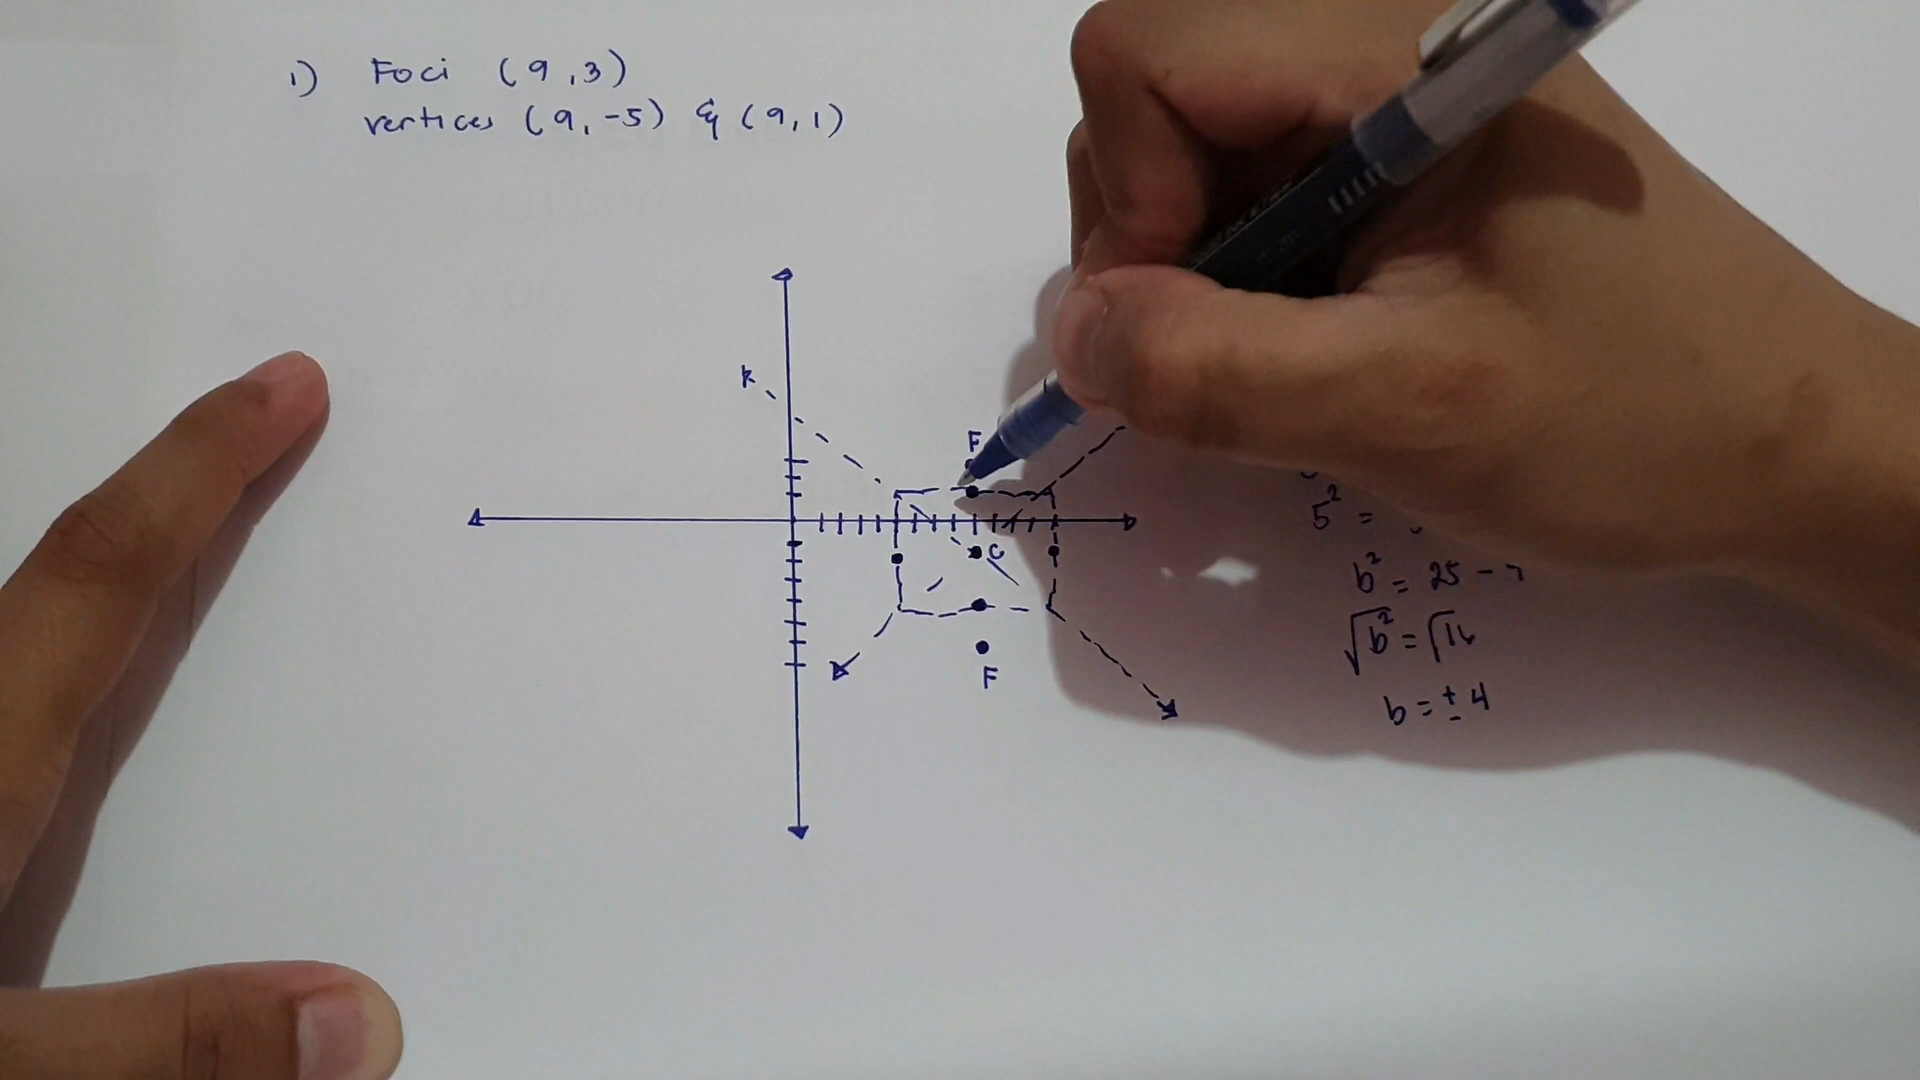 1) Foci (9,3)
vertices (9,-5) & (9,1)
F
C
F
5² =
b² = 25 -
√b² = √16
b = ± 4